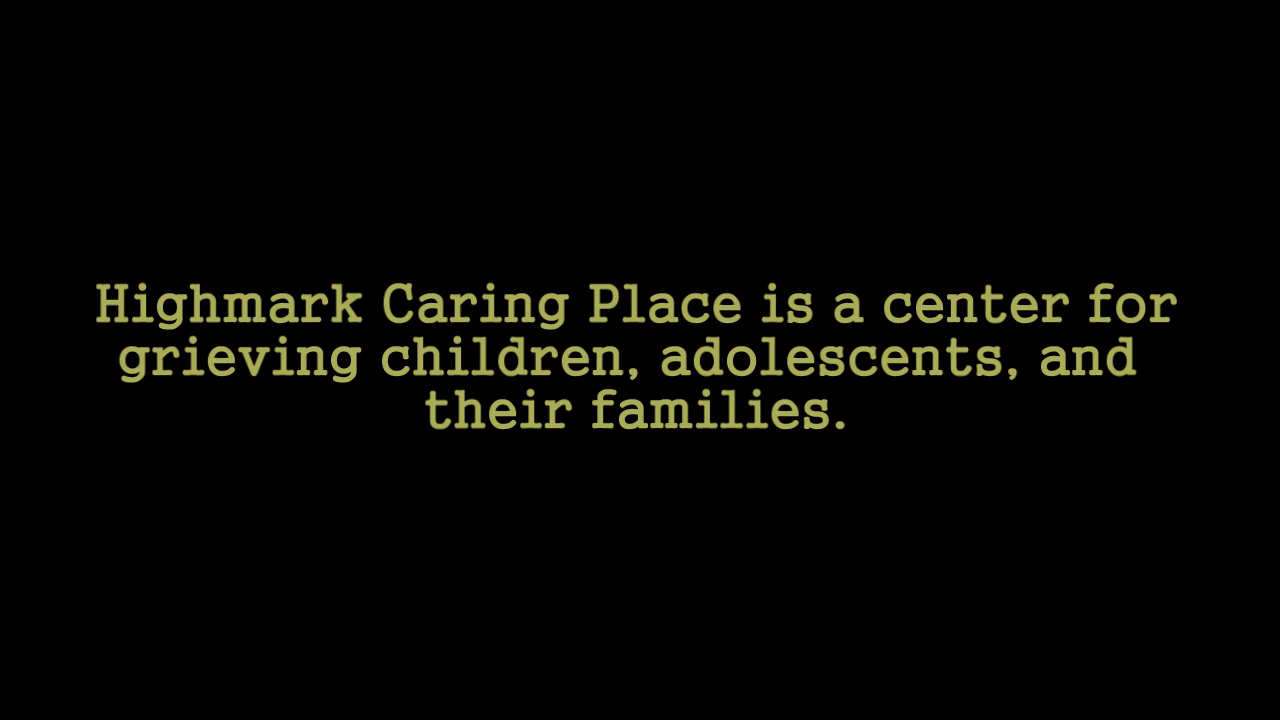 Highmark Caring Place is a center for
grieving children, adolescents, and
their families.